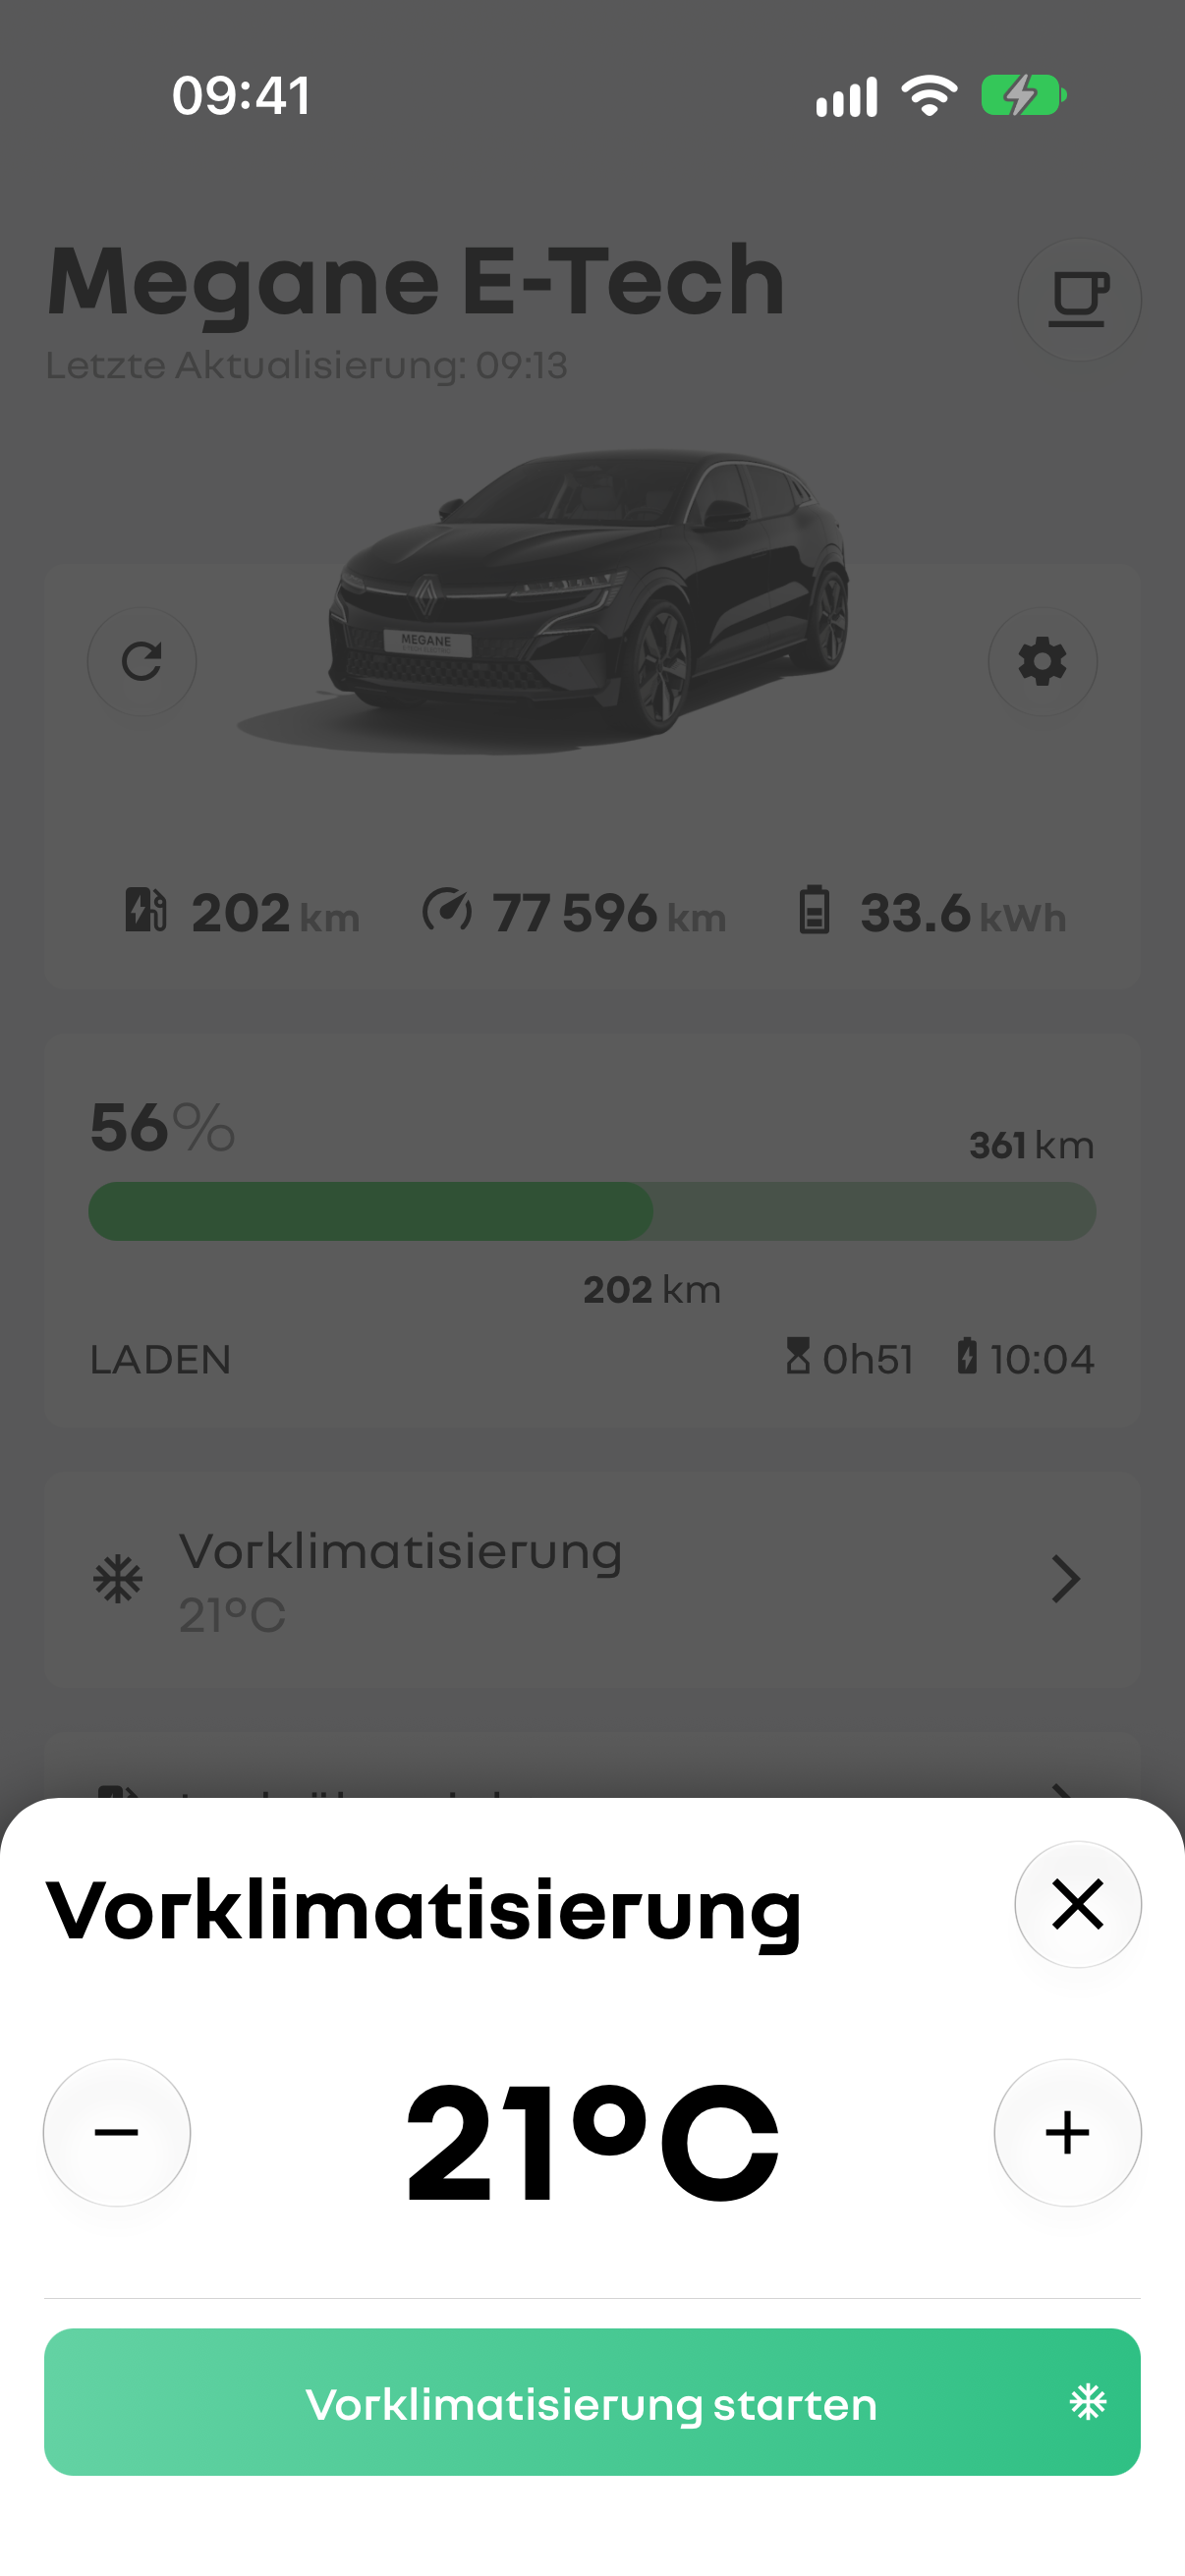 09:41
Megane E-Tech
Letzte Aktualisierung: 09:13
MEGANE
202 km 77 596 km 33.6 kWh
56%
361 km
202 km
LADEN 0h51 10:04
Vorklimatisierung
21°C
Vorklimatisierung
21°C
Vorklimatisierung starten